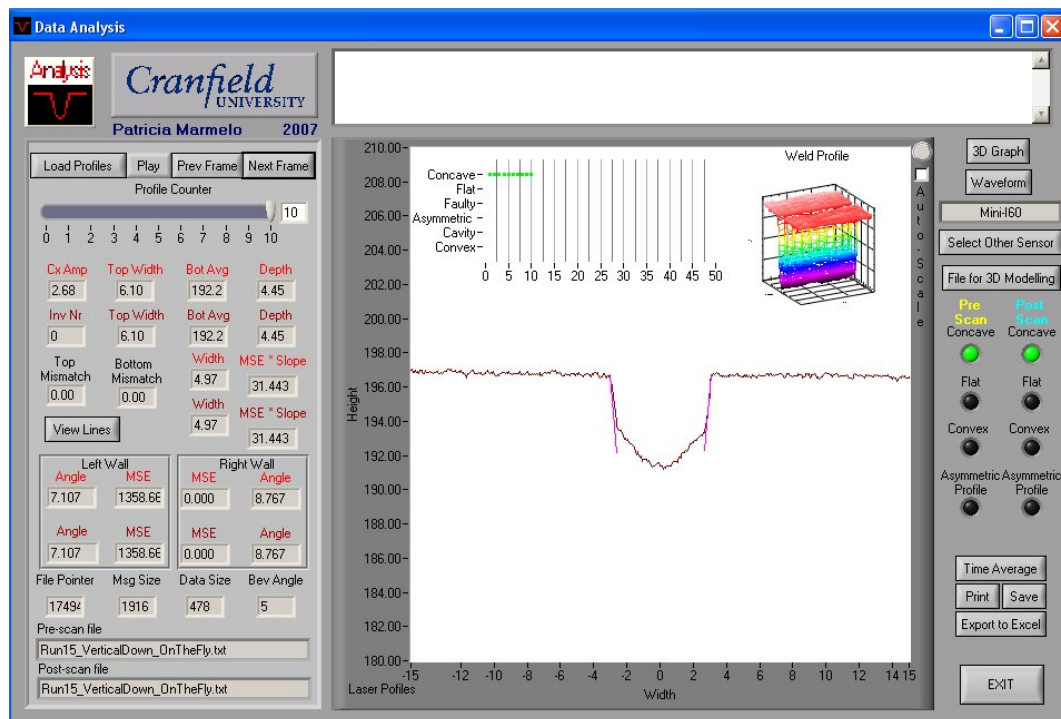 Data Analysis
Analysis
Cranfield
UNIVERSITY
Patricia Marmelo 2007
Load Profiles Play Prev Frame Next Frame
Profile Counter
10
0 1 2 3 4 5 6 7 8 9 10
Cx Amp Top Width Bot Avg Depth
2.68 6.10 192.2 4.45
Inv Nr Top Width Bot Avg Depth
0 6.10 192.2 4.45
Top Mismatch Bottom Mismatch Width MSE * Slope
0.00 0.00 4.97 31.443
Width MSE * Slope
View Lines 4.97 31.443
Left Wall Right Wall
Angle MSE MSE Angle
7.107 1358.6 0.000 8.767
Angle MSE MSE Angle
7.107 1358.6 0.000 8.767
File Pointer Msg Size Data Size Bev Angle
1749 1916 478 5
Pre-scan file
Run15_VerticalDown_OnTheFly.txt
Post-scan file
Run15_VerticalDown_OnTheFly.txt
210.00
208.00
206.00
204.00
202.00
200.00
198.00
196.00
194.00
192.00
190.00
188.00
186.00
184.00
182.00
180.00
Height
Concave
Flat
Faulty
Asymmetric
Cavity
Convex
0 5 10 15 20 25 30 35 40 45 50
Weld Profile
-15 -12 -10 -8 -6 -4 -2 0 2 4 6 8 10 12 14 15
Laser Pofiles Width
Auto-Scale
3D Graph
Waveform
Mini-I60
Select Other Sensor
File for 3D Modelling
Pre Scan Post Scan
Concave Concave
Flat Flat
Convex Convex
Asymmetric Asymmetric
Profile Profile
Time Average
Print Save
Export to Excel
EXIT